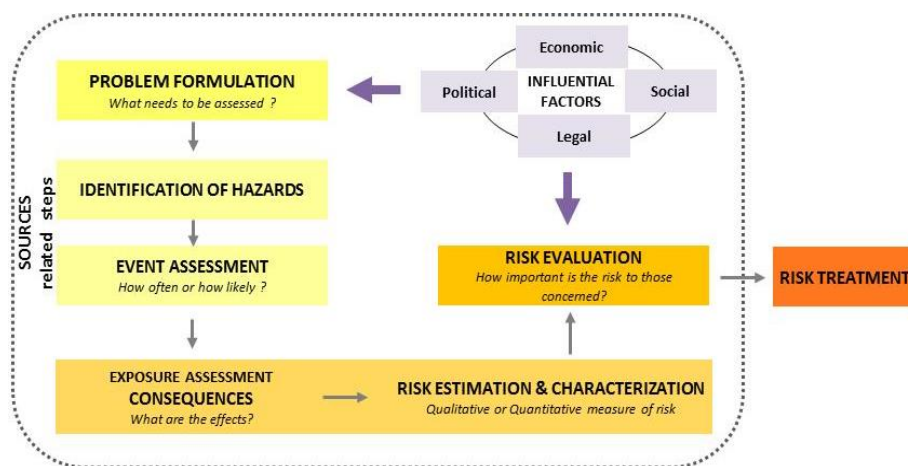 Economic
Political
INFLUENTIAL
FACTORS
Social
Legal
PROBLEM FORMULATION
What needs to be assessed ?
IDENTIFICATION OF HAZARDS
EVENT ASSESSMENT
How often or how likely ?
SOURCES
related steps
EXPOSURE ASSESSMENT
CONSEQUENCES
What are the effects?
RISK ESTIMATION & CHARACTERIZATION
Qualitative or Quantitative measure of risk
RISK EVALUATION
How important is the risk to those
concerned?
RISK TREATMENT